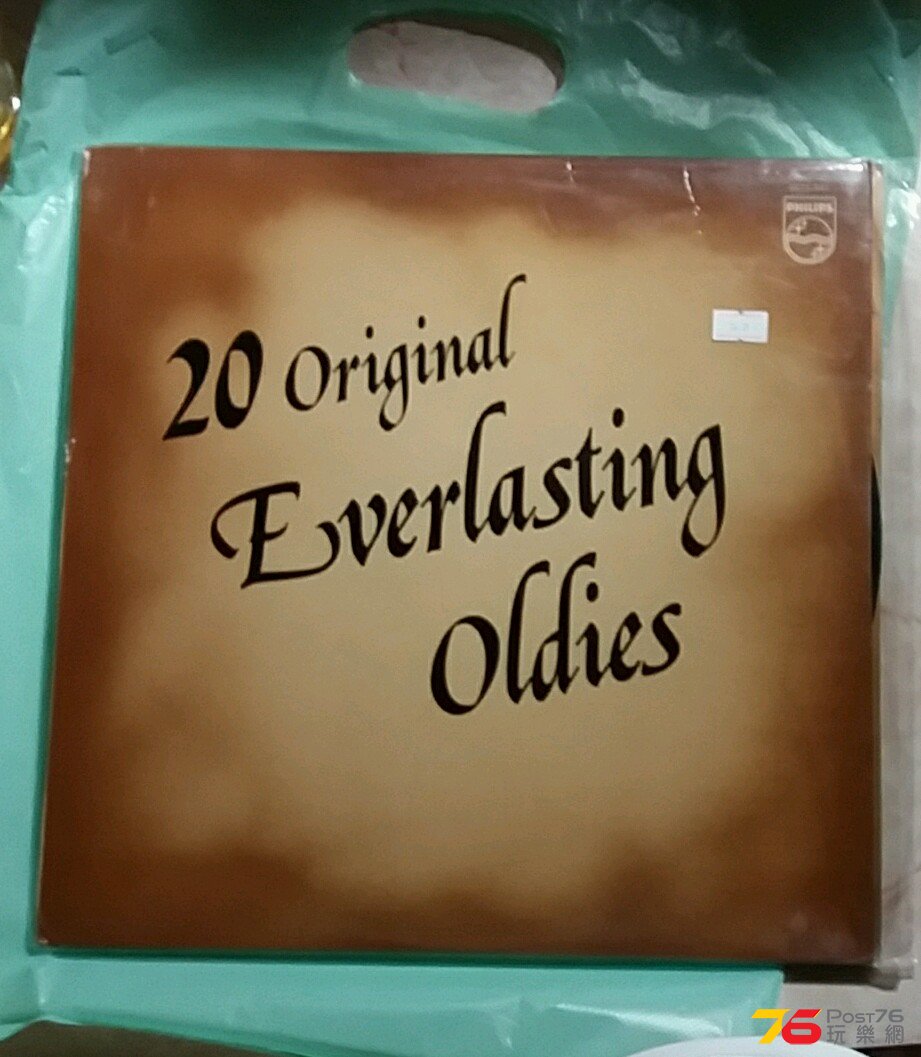 PHILIPS
20 Original
Everlasting
Oldies
76 POST76
玩樂網